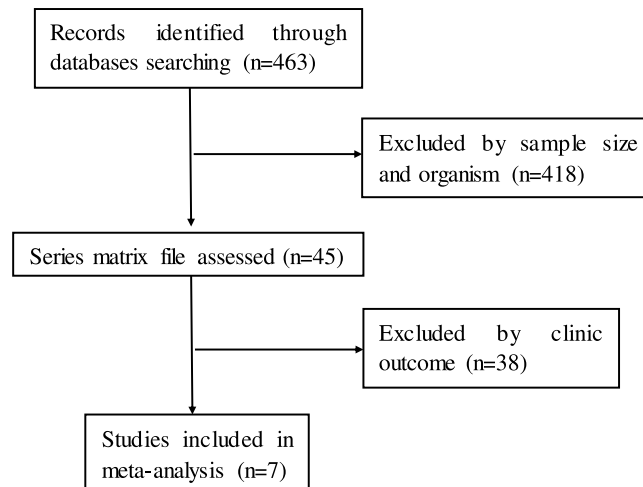 Records identified through
databases searching (n=463)
Excluded by sample size
and organism (n=418)
Series matrix file assessed (n=45)
Excluded by clinic
outcome (n=38)
Studies included in
meta-analysis (n=7)